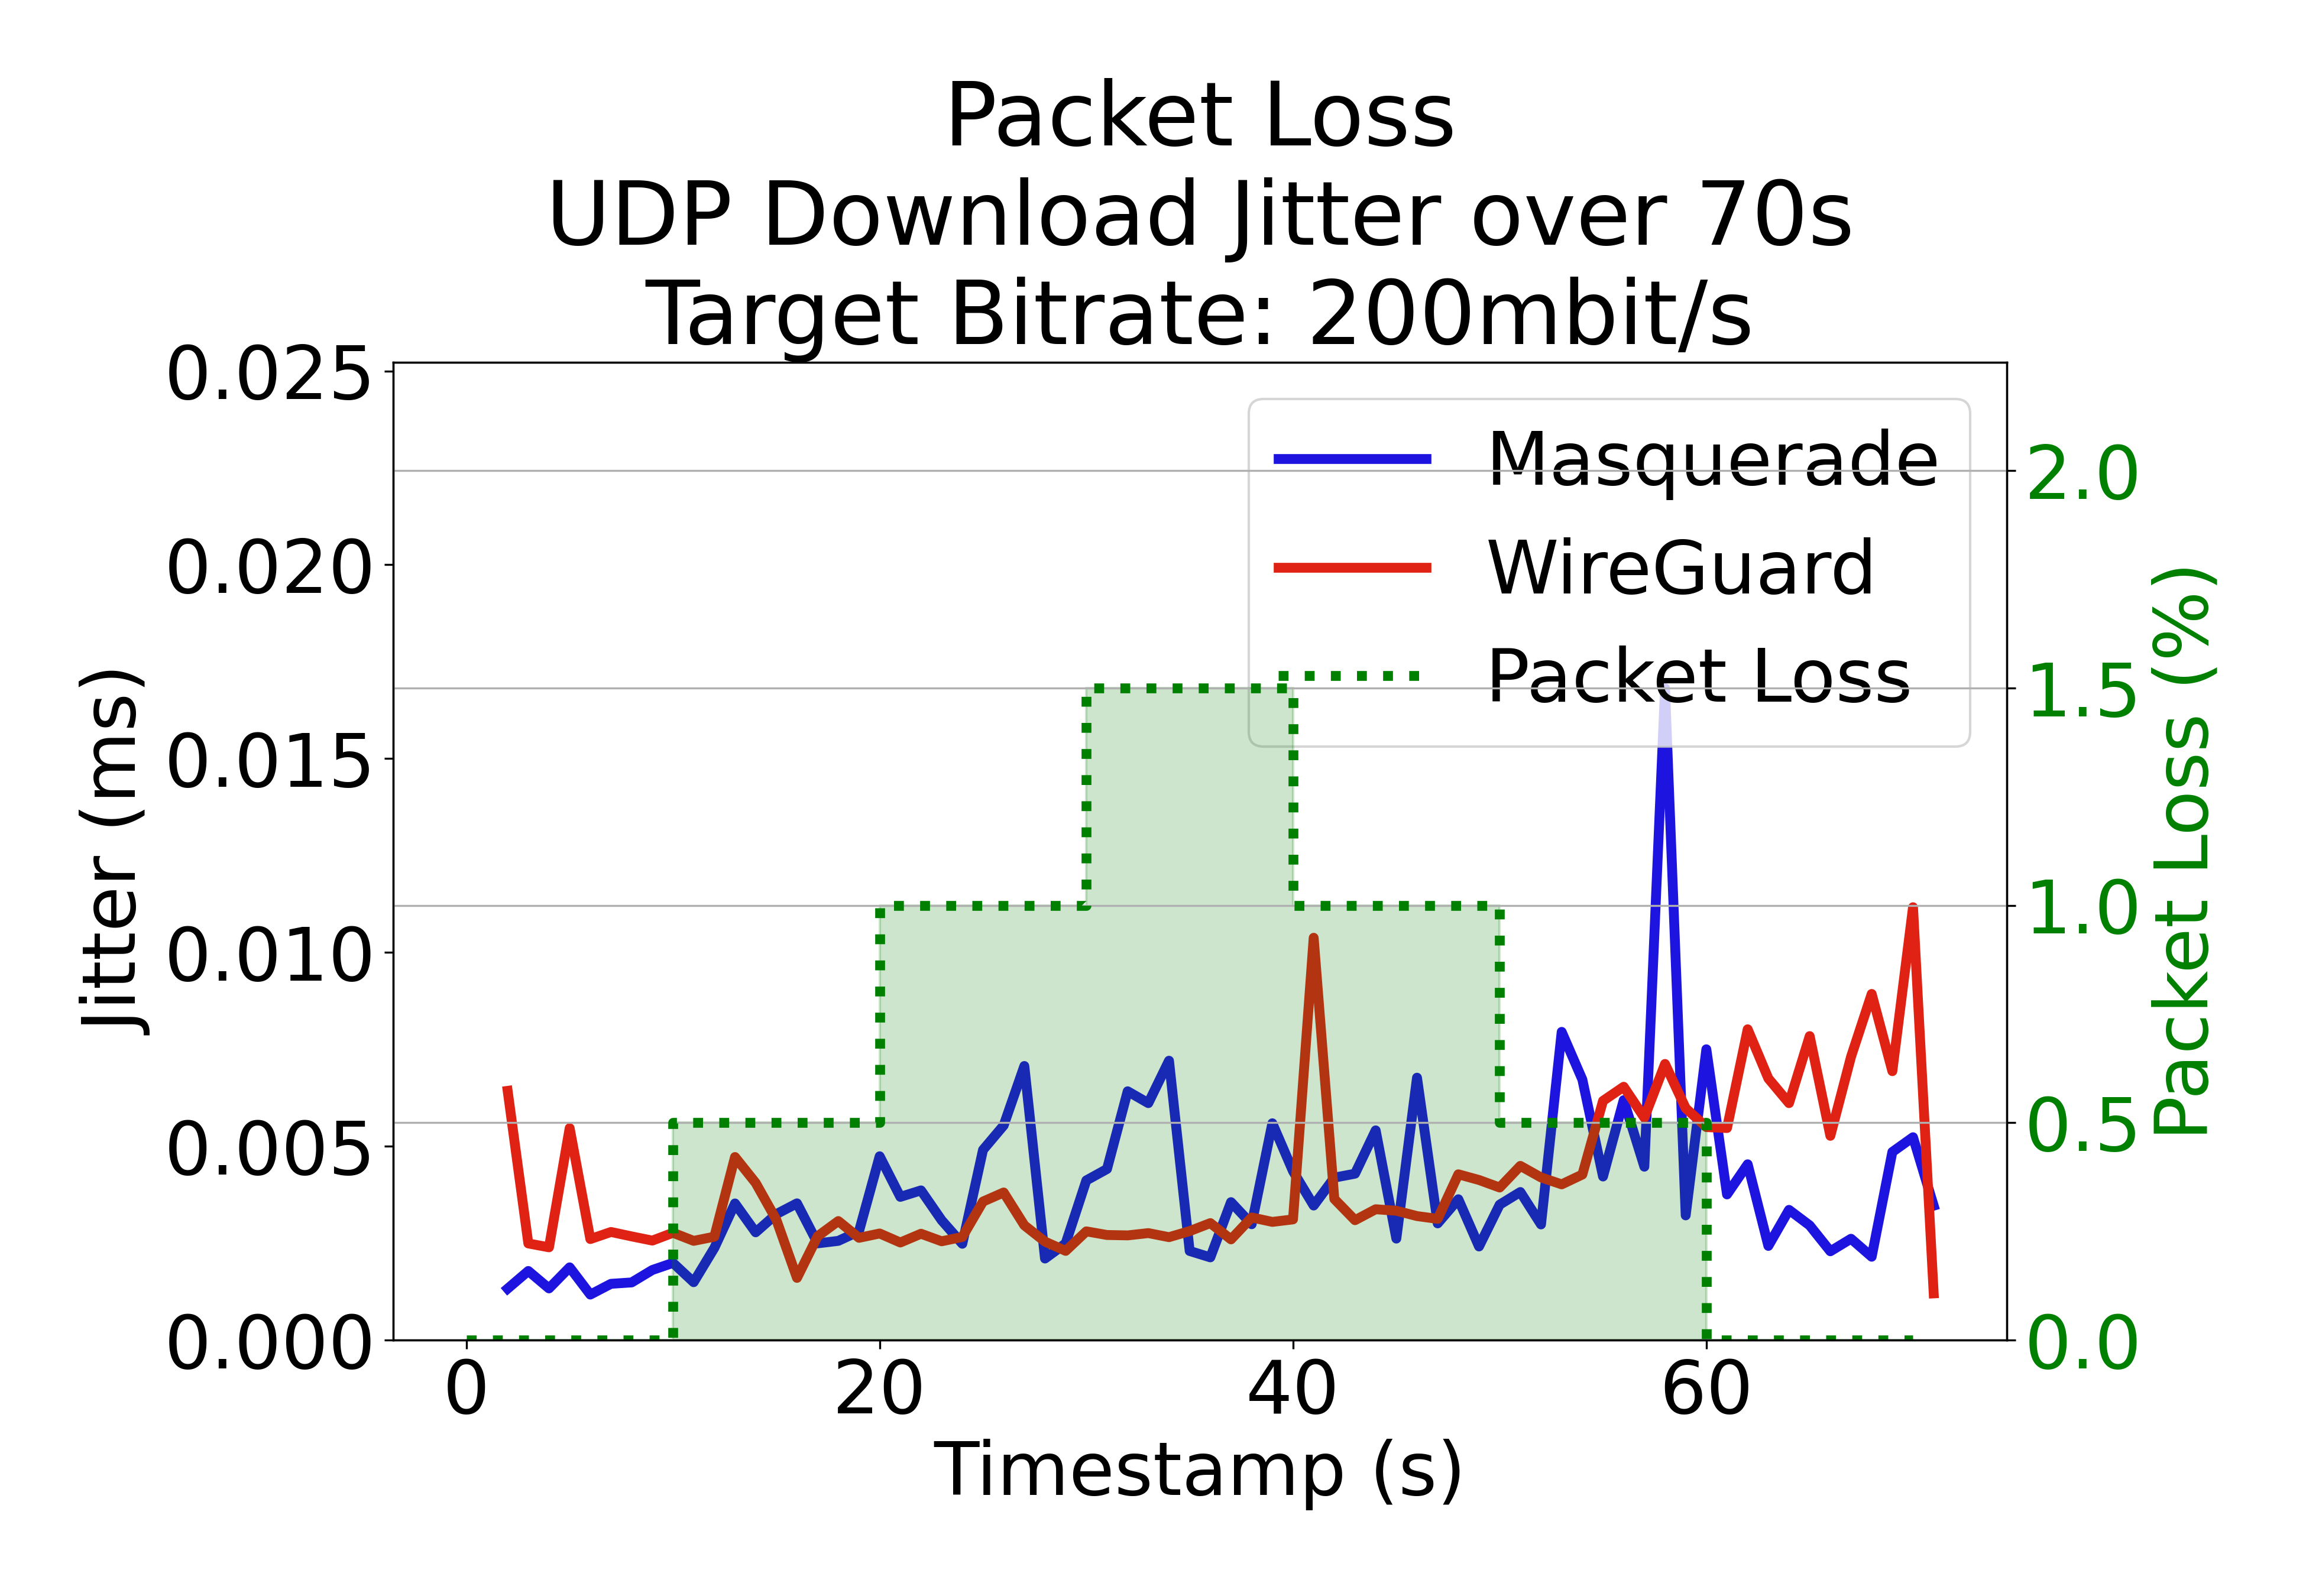 Packet Loss
UDP Download Jitter over 70s
Target Bitrate: 200mbit/s
0.025
0.020
0.015
0.010
0.005
0.000
Jitter (ms)
Masquerade
WireGuard
Packet Loss
2.0
1.5
1.0
0.5
0.0
Packet Loss (%)
0 20 40 60
Timestamp (s)